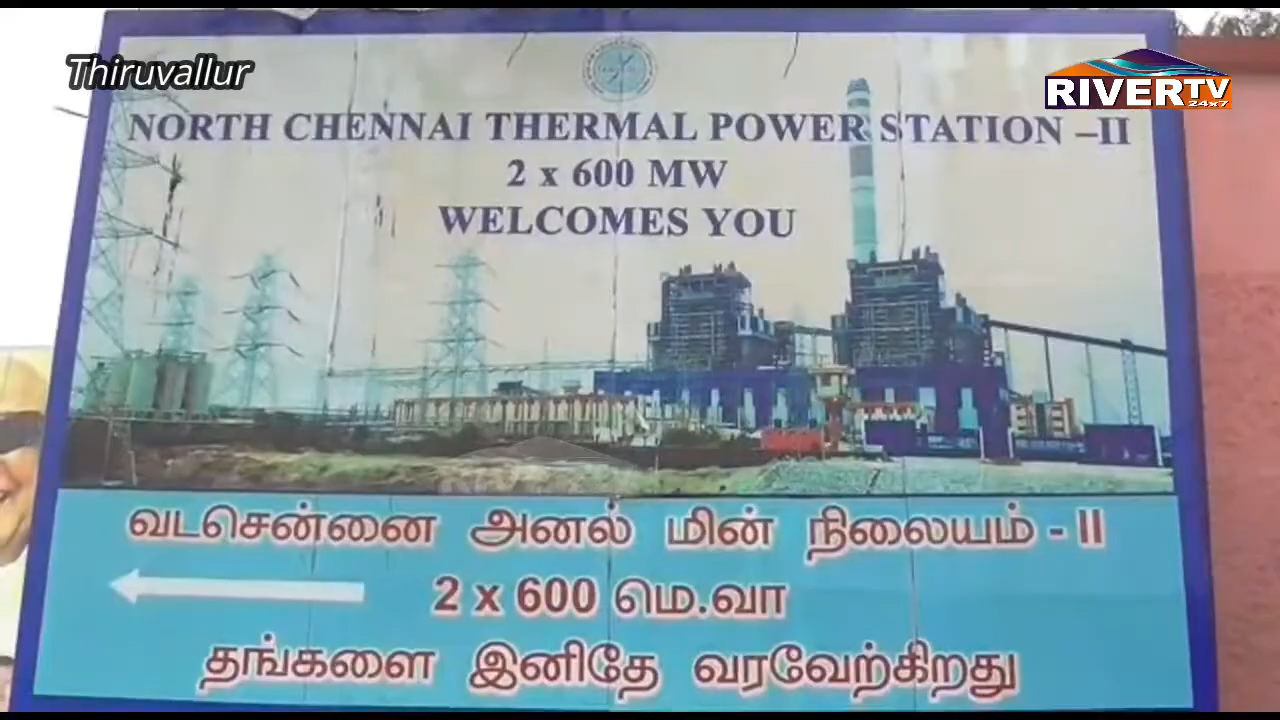 Thiruvallur
RIVERTV
24x7
NORTH CHENNAI THERMAL POWER STATION –II
2 x 600 MW
WELCOMES YOU
வடசென்னை அனல் மின் நிலையம் - II
2 x 600 மெ.வா
தங்களை இனிதே வரவேற்கிறது